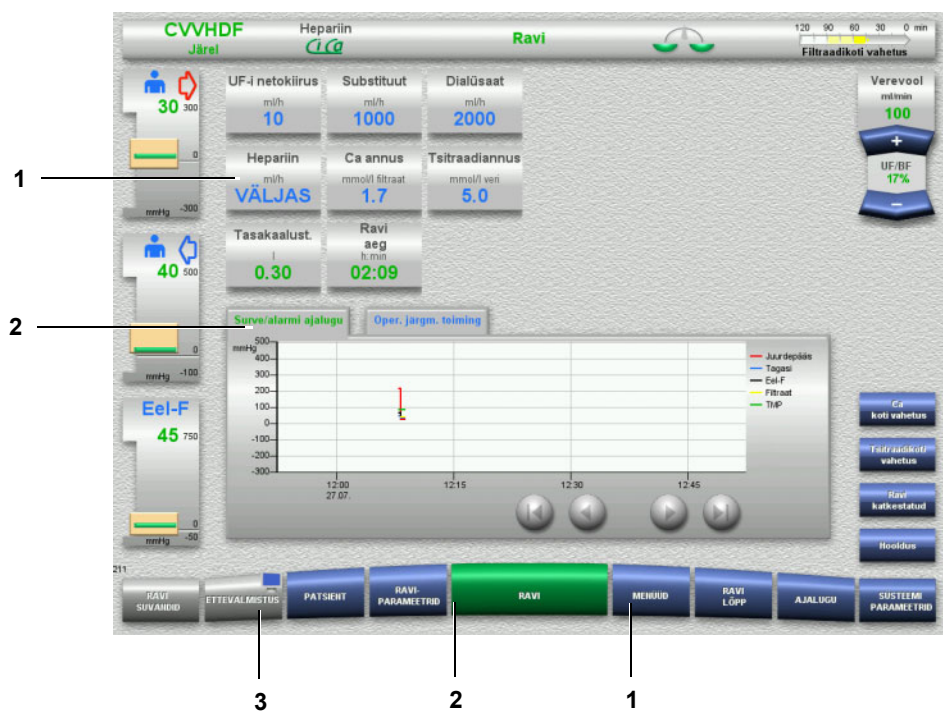 CVVHDF
Järel
Hepariin
CiCa
Ravi
120 90 60 30 0 min
Filtraadikoti vahetus
30 300
0
mmHg -300
40 500
0
mmHg -100
Eel-F
45 750
0
mmHg -50
UF-i netokiirus
ml/h
10
Substituut
ml/h
1000
Dialüsaat
ml/h
2000
Hepariin
ml/h
VÄLJAS
Ca annus
mmol/l filtraat
1.7
Tsitraadiannus
mmol/l veri
5.0
Tasakaalust.
l
0.30
Ravi
aeg
h:min
02:09
Verevool
ml/min
100
+
UF/BF
17%
−
1
2
Surve/alarmi ajalugu
Oper. järgm. toiming
mmHg
500
400
300
200
100
0
-100
-200
-300
12:00
27.07.
12:15
12:30
12:45
Juurdepääs
Tagasi
Eel-F
Filtraat
TMP
Ca
koti vahetus
Tsitraadikoti
vahetus
Ravi
katkestatud
Hooldus
211
RAVI
SUVANDID
ETTEVALMISTUS
PATSIENT
RAVI-
PARAMEETRID
RAVI
MENÜÜD
RAVI
LÕPP
AJALUGU
SÜSTEEMI
PARAMEETRID
3
2
1